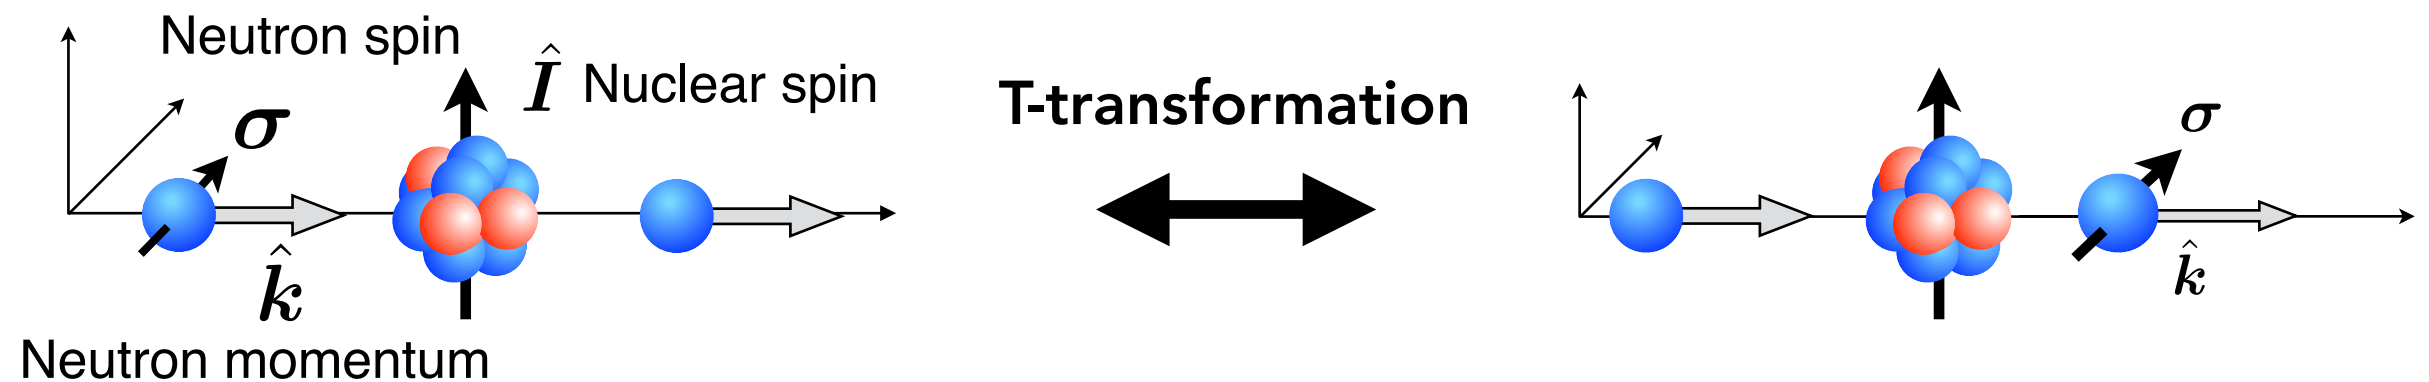 Neutron spin
σ
Î Nuclear spin
k̂
Neutron momentum
T-transformation
σ
k̂